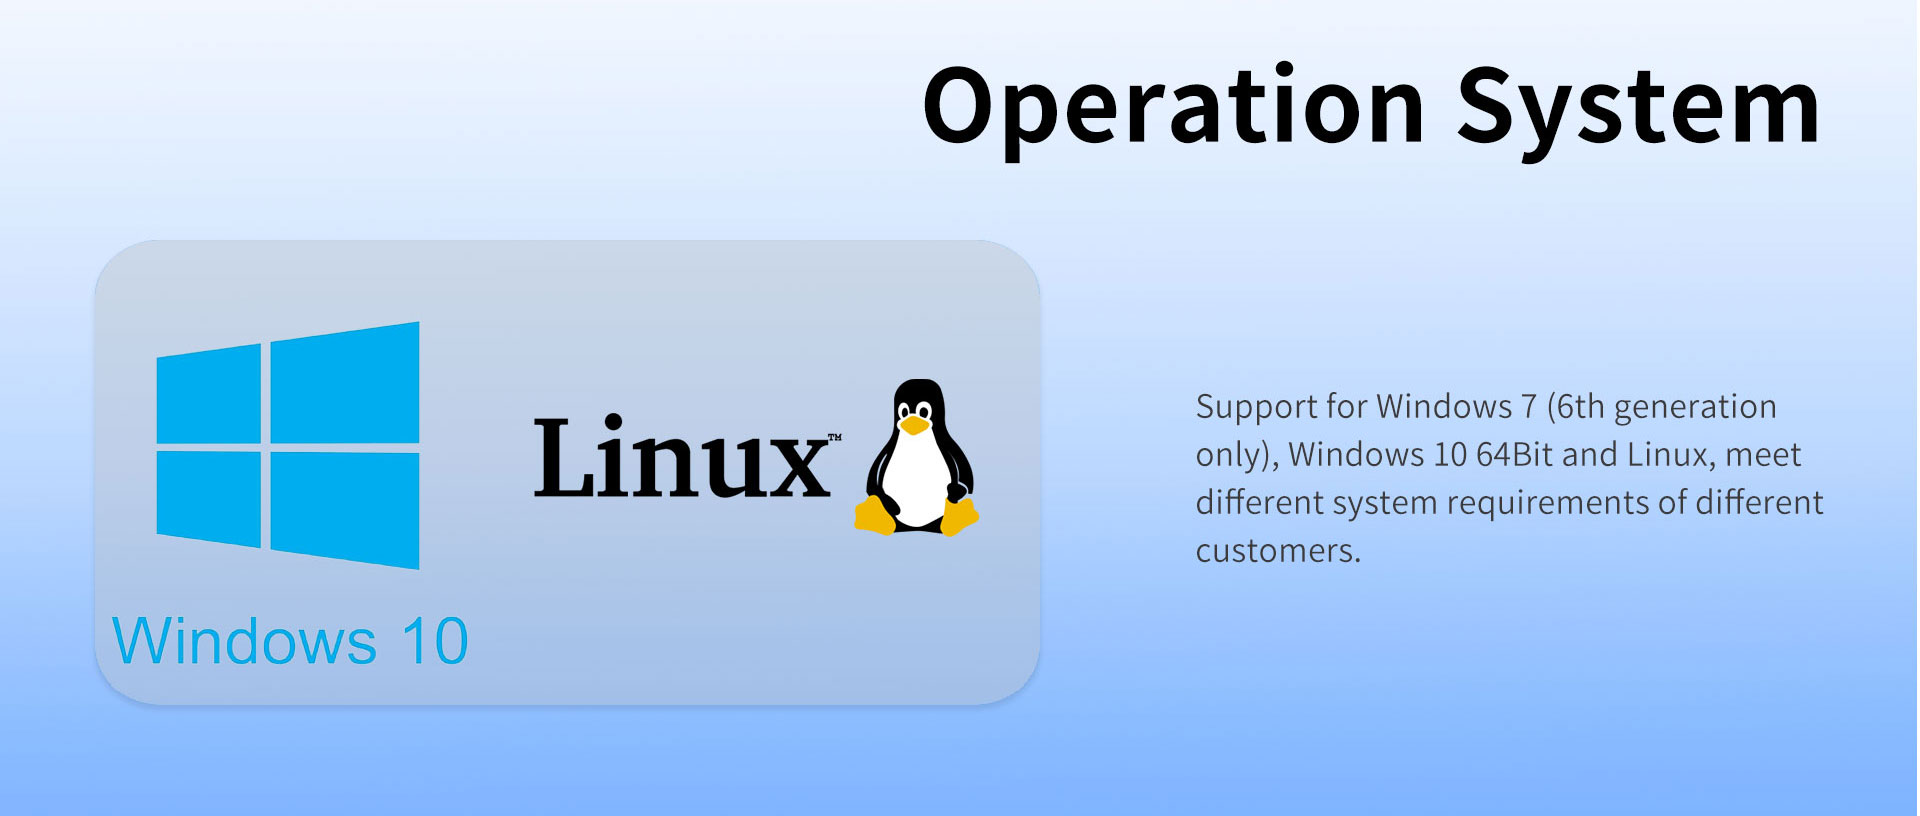 Operation System
Linux™
Windows 10
Support for Windows 7 (6th generation
only), Windows 10 64Bit and Linux, meet
different system requirements of different
customers.